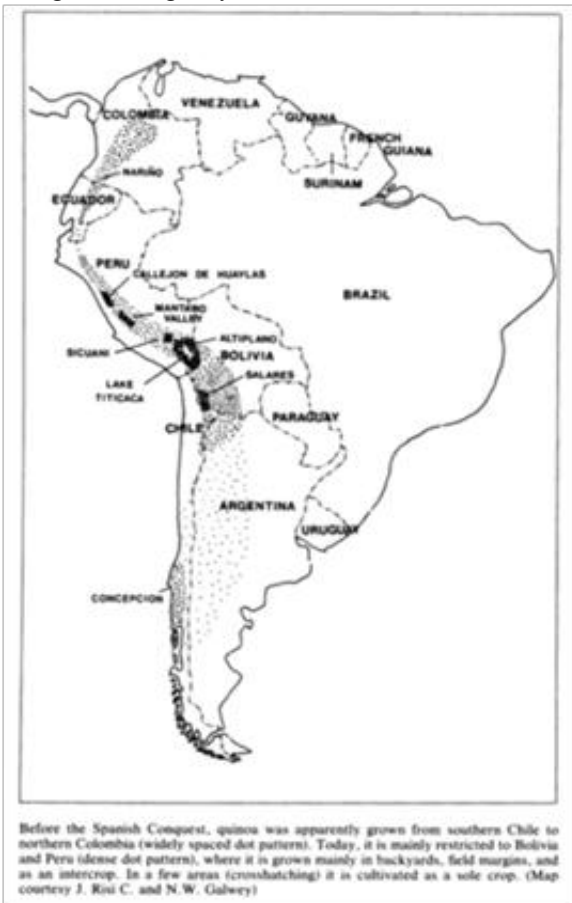 COLOMBIA
VENEZUELA
GUYANA
FRENCH
GUIANA
SURINAM
NARIÑO
ECUADOR
PERU
CALLEJON DE HUAYLAS
BRAZIL
MANTARO
VALLEY
SICUANI
ALTIPLANO
BOLIVIA
LAKE
TITICACA
SALARES
CHILE
PARAGUAY
ARGENTINA
URUGUAY
CONCEPCION
Before the Spanish Conquest, quinoa was apparently grown from southern Chile to
northern Colombia (widely spaced dot pattern). Today, it is mainly restricted to Bolivia
and Peru (dense dot pattern), where it is grown mainly in backyards, field margins, and
as an intercrop. In a few areas (crosshatching) it is cultivated as a sole crop. (Map
courtesy J. Risi C. and N.W. Galwey)